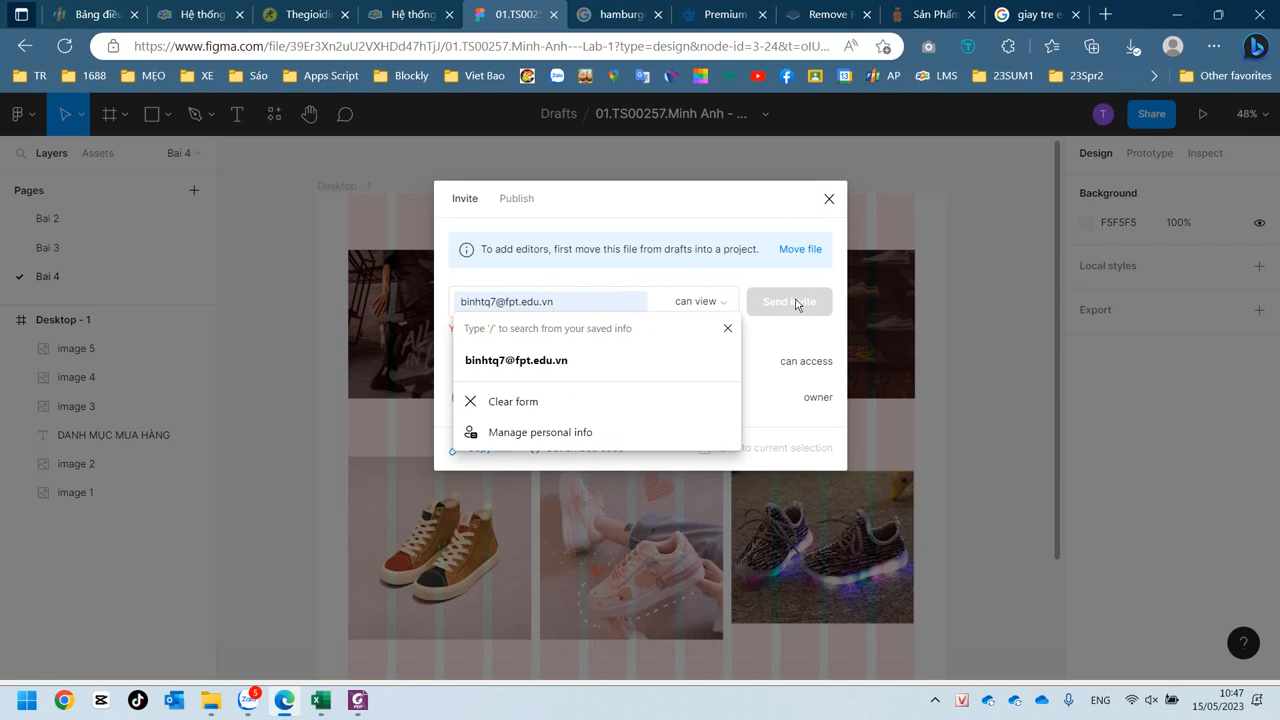 Bảng điều
Hệ thống
Thegioidi
Hệ thống
01.TS002
hamburg
Premium
Remove B
Sản Phẩm
giay tre e
https://www.figma.com/file/39Er3Xn2uU2VXHDd47hTjJ/01.TS00257.Minh-Anh---Lab-1?type=design&node-id=3-24&t=oIU...
TR
1688
MẸO
XE
Sáo
Apps Script
Blockly
Viet Bao
AP
LMS
23SUM1
23Spr2
Other favorites
Drafts
01.TS00257.Minh Anh - ...
T
Share
48%
Layers
Assets
Bai 4
Pages
Bai 2
Bai 3
Bai 4
Desktop - 1
image 5
image 4
image 3
DANH MỤC MUA HÀNG
image 2
image 1
Desktop - 1
Invite
Publish
To add editors, first move this file from drafts into a project.
Move file
binhtq7@fpt.edu.vn
can view
Send invite
Type '/' to search from your saved info
binhtq7@fpt.edu.vn
can access
Clear form
owner
Manage personal info
to current selection
Design
Prototype
Inspect
Background
F5F5F5
100%
Local styles
Export
?
5
Zalo
ENG
10:47
15/05/2023